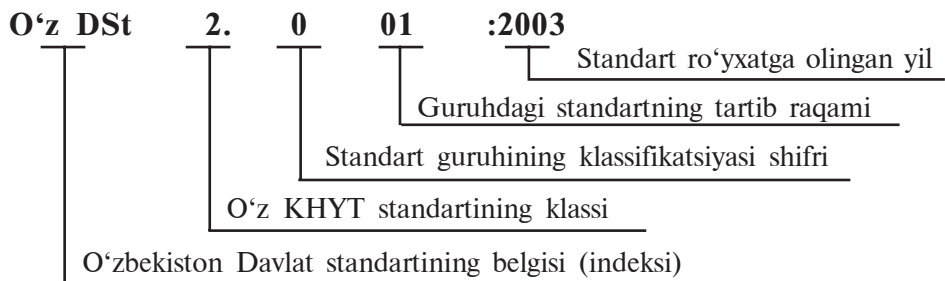 O‘z DSt 2. 0 01 :2003
Standart ro‘yxatga olingan yil
Guruhdagi standartning tartib raqami
Standart guruhining klassifikatsiyasi shifri
O‘z KHYT standartining klassi
O‘zbekiston Davlat standartining belgisi (indeksi)